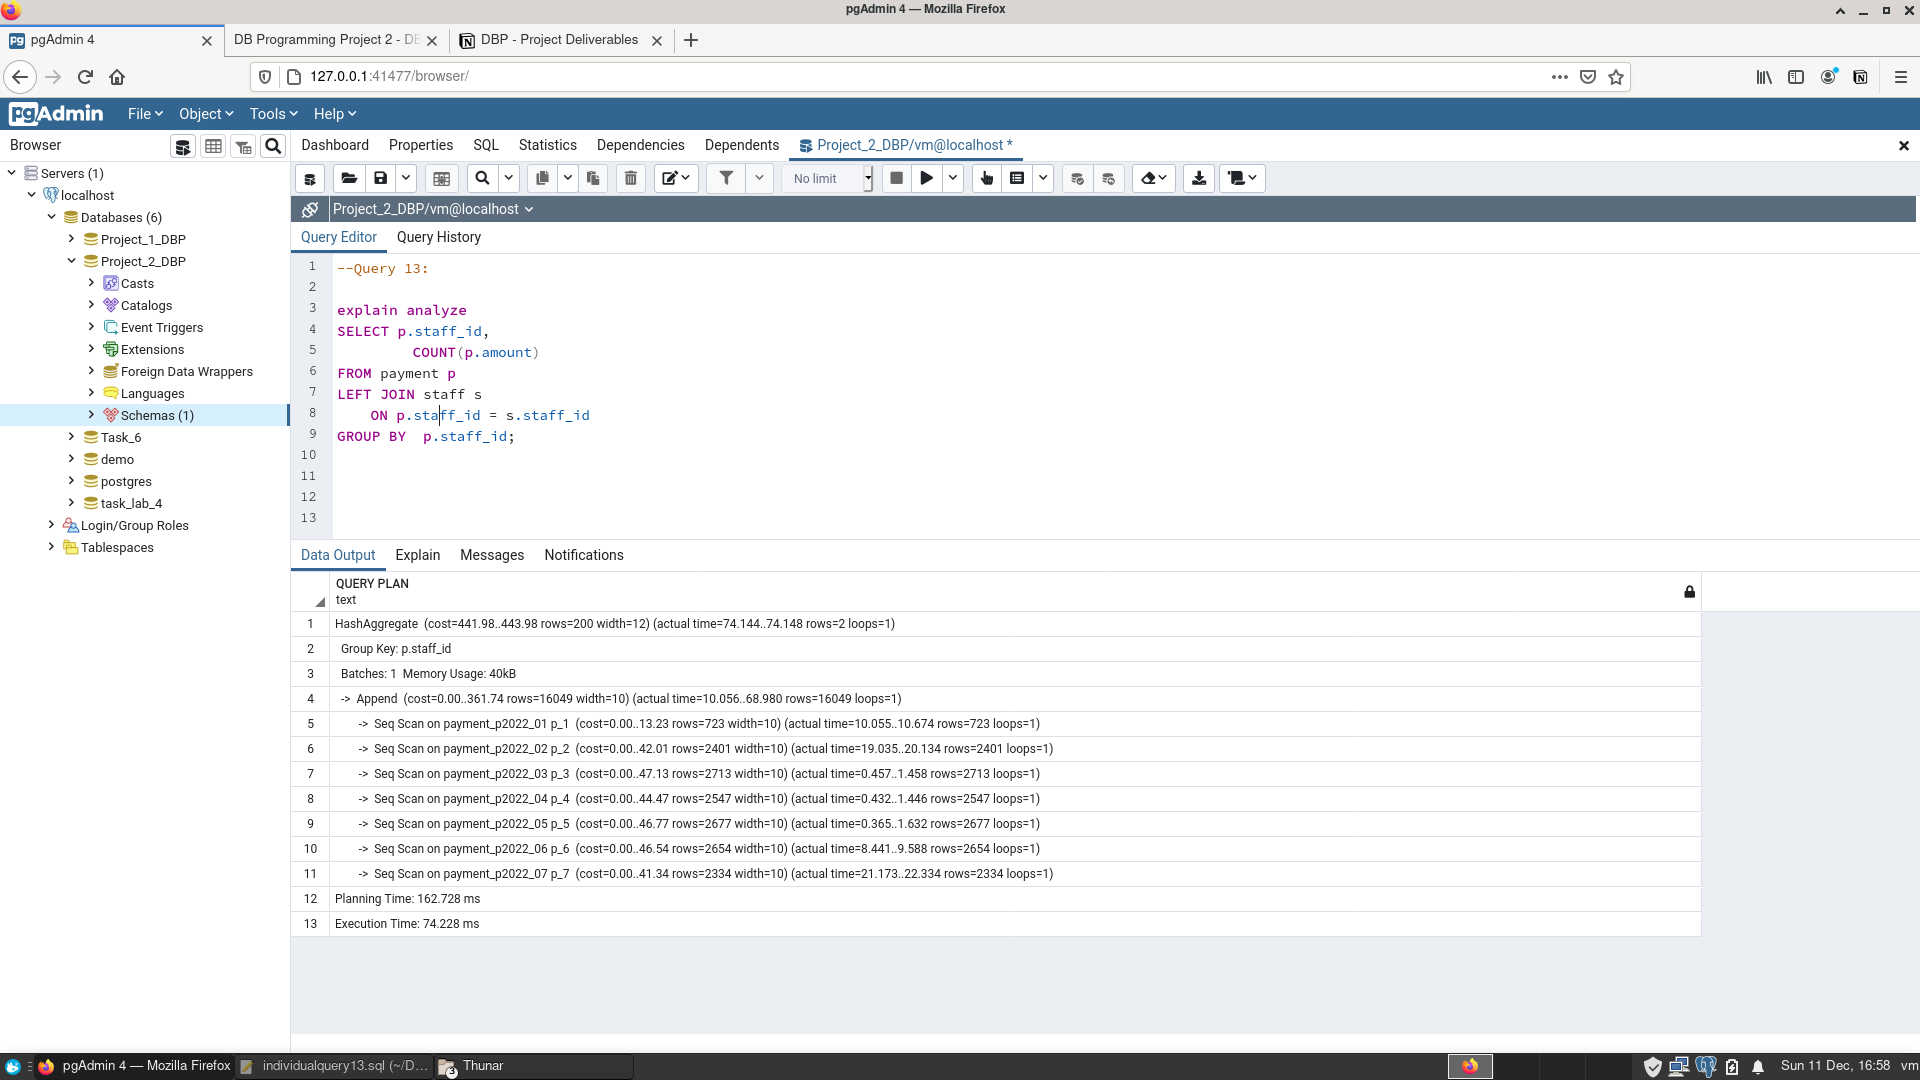 pgAdmin 4 — Mozilla Firefox
pgAdmin 4
DB Programming Project 2 - DE
DBP - Project Deliverables
127.0.0.1:41477/browser/
pgAdmin File Object Tools Help
Browser
Dashboard Properties SQL Statistics Dependencies Dependents Project_2_DBP/vm@localhost *
Servers (1)
localhost
Databases (6)
Project_1_DBP
Project_2_DBP
Casts
Catalogs
Event Triggers
Extensions
Foreign Data Wrappers
Languages
Schemas (1)
Task_6
demo
postgres
task_lab_4
Login/Group Roles
Tablespaces
No limit
Project_2_DBP/vm@localhost
Query Editor Query History
1 --Query 13:
2
3 explain analyze
4 SELECT p.staff_id,
5 COUNT(p.amount)
6 FROM payment p
7 LEFT JOIN staff s
8 ON p.staff_id = s.staff_id
9 GROUP BY p.staff_id;
10
11
12
13
Data Output Explain Messages Notifications
QUERY PLAN
text
1 HashAggregate (cost=441.98..443.98 rows=200 width=12) (actual time=74.144..74.148 rows=2 loops=1)
2 Group Key: p.staff_id
3 Batches: 1 Memory Usage: 40kB
4 -> Append (cost=0.00..361.74 rows=16049 width=10) (actual time=10.056..68.980 rows=16049 loops=1)
5 -> Seq Scan on payment_p2022_01 p_1 (cost=0.00..13.23 rows=723 width=10) (actual time=10.055..10.674 rows=723 loops=1)
6 -> Seq Scan on payment_p2022_02 p_2 (cost=0.00..42.01 rows=2401 width=10) (actual time=19.035..20.134 rows=2401 loops=1)
7 -> Seq Scan on payment_p2022_03 p_3 (cost=0.00..47.13 rows=2713 width=10) (actual time=0.457..1.458 rows=2713 loops=1)
8 -> Seq Scan on payment_p2022_04 p_4 (cost=0.00..44.47 rows=2547 width=10) (actual time=0.432..1.446 rows=2547 loops=1)
9 -> Seq Scan on payment_p2022_05 p_5 (cost=0.00..46.77 rows=2677 width=10) (actual time=0.365..1.632 rows=2677 loops=1)
10 -> Seq Scan on payment_p2022_06 p_6 (cost=0.00..46.54 rows=2654 width=10) (actual time=8.441..9.588 rows=2654 loops=1)
11 -> Seq Scan on payment_p2022_07 p_7 (cost=0.00..41.34 rows=2334 width=10) (actual time=21.173..22.334 rows=2334 loops=1)
12 Planning Time: 162.728 ms
13 Execution Time: 74.228 ms
pgAdmin 4 — Mozilla Firefox individualquery13.sql (~/D... 3 Thunar Sun 11 Dec, 16:58 vm